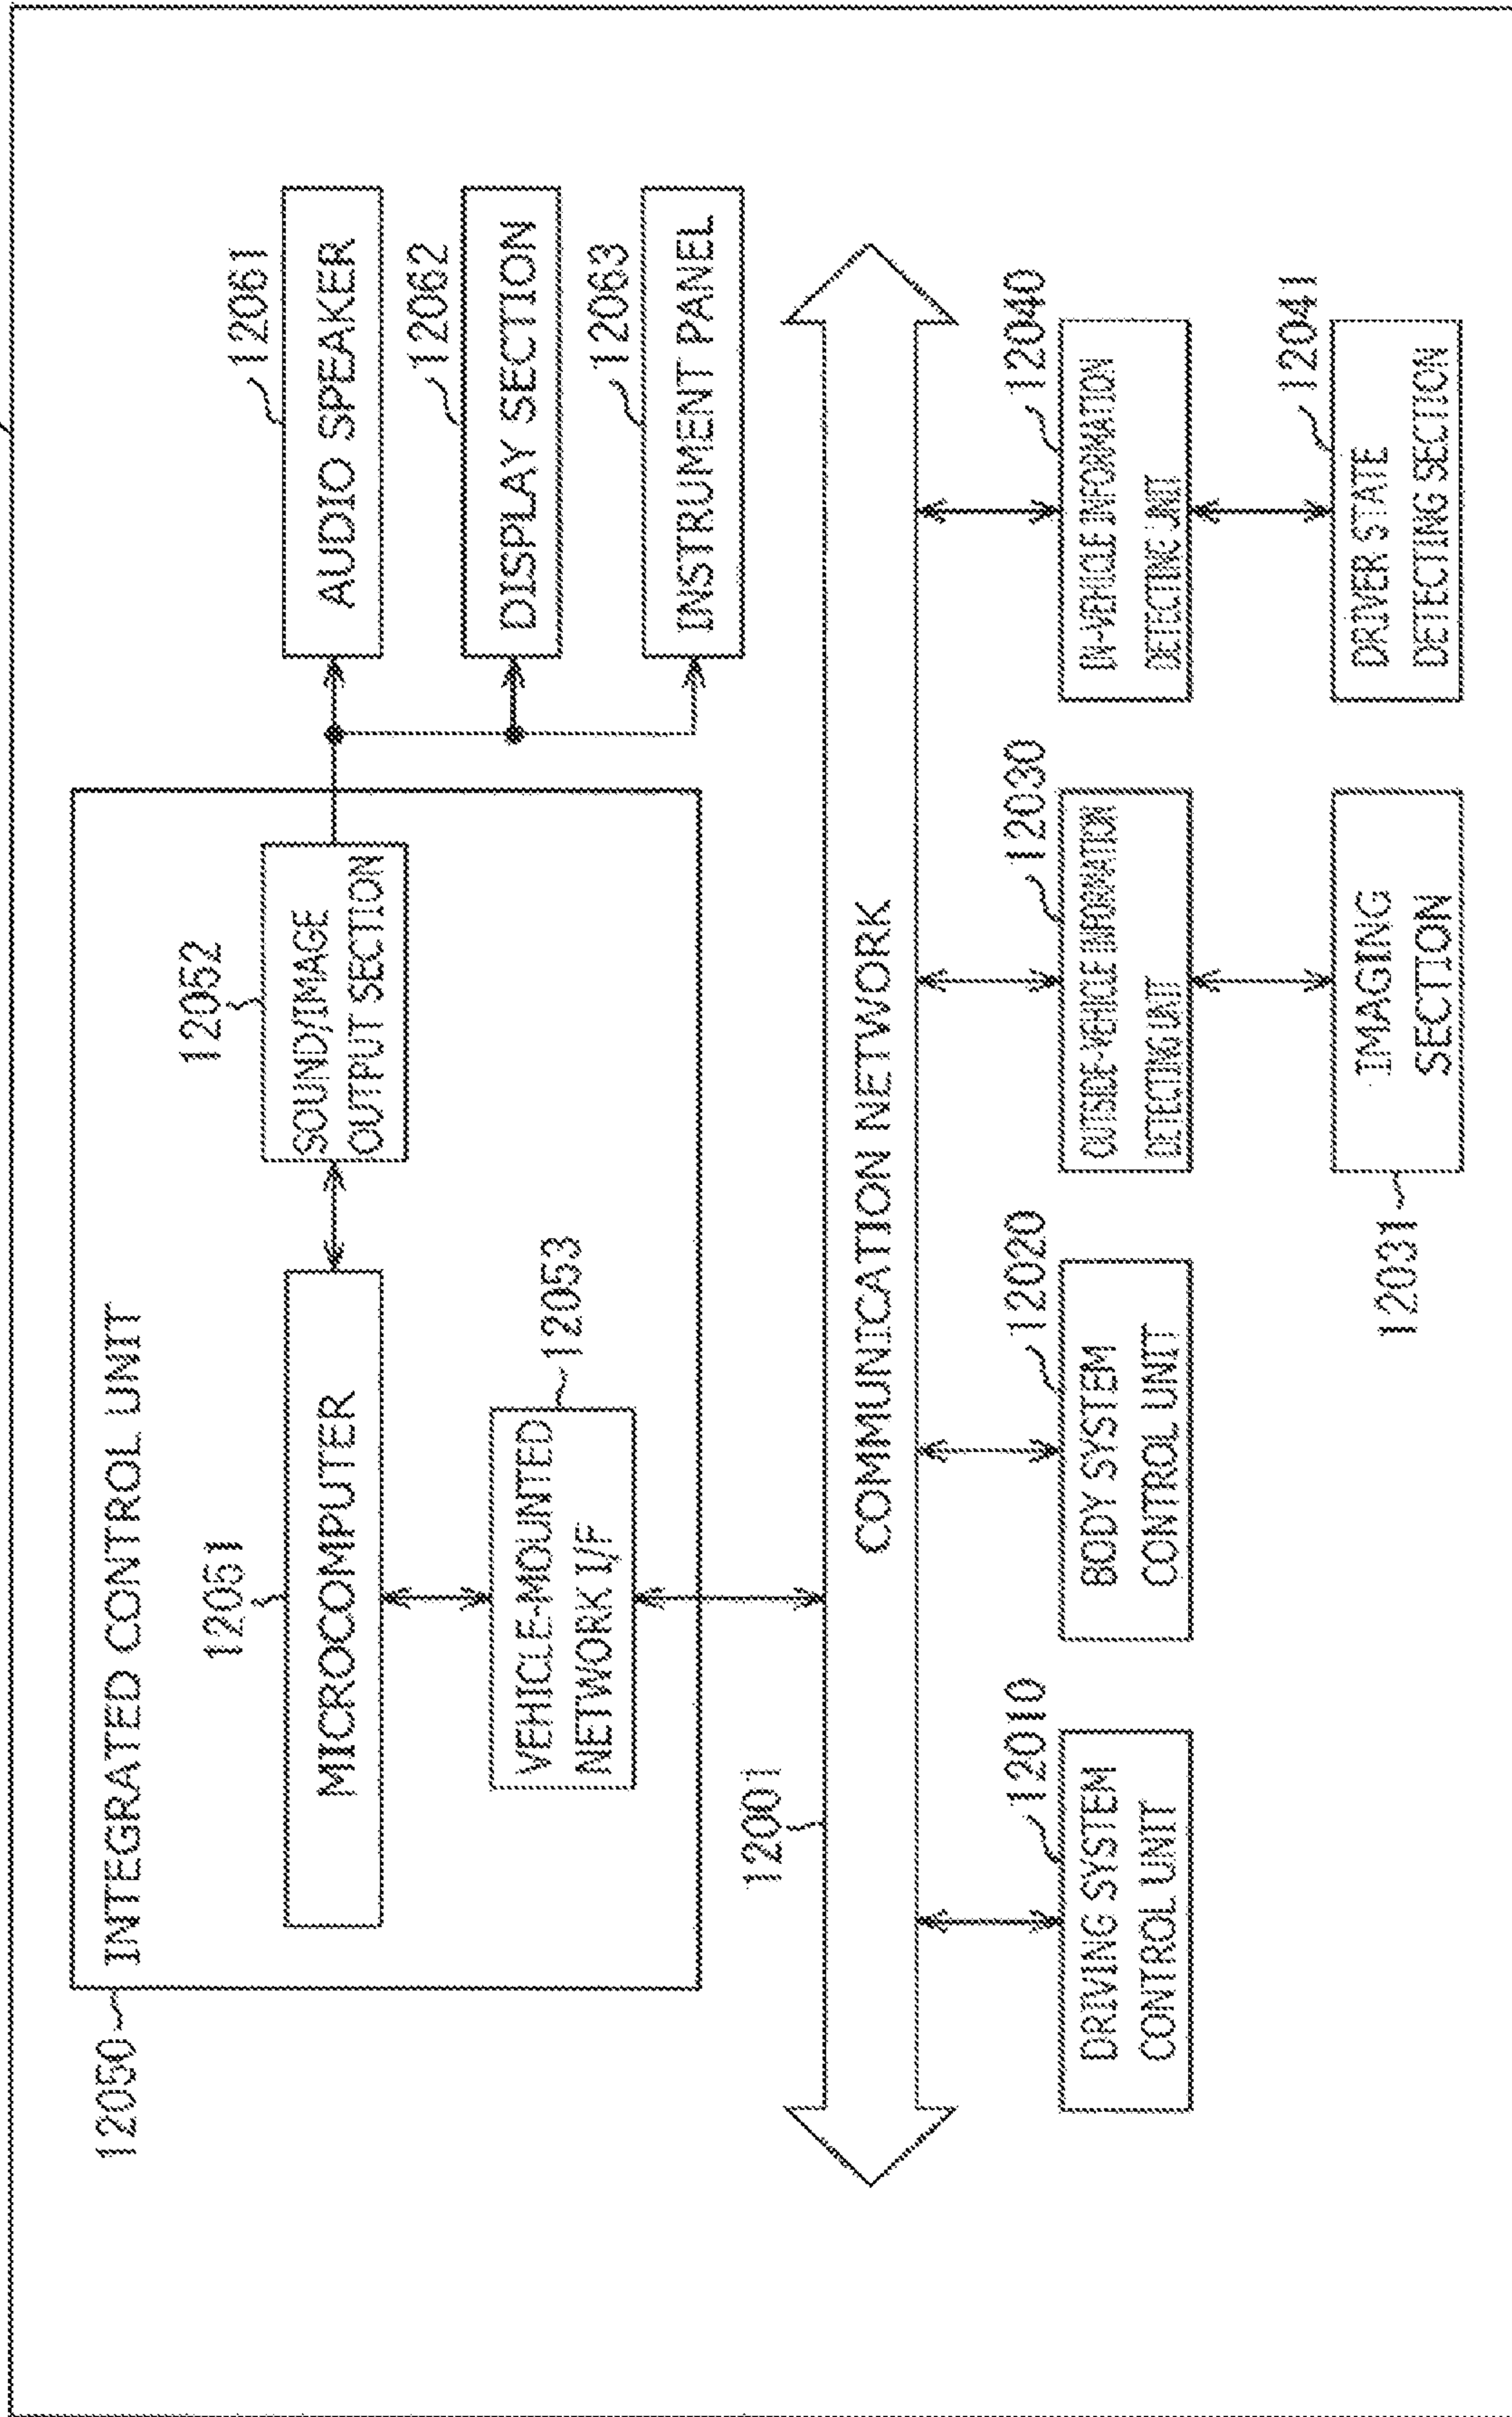 12050
INTEGRATED CONTROL UNIT
12051
MICROCOMPUTER
12052
SOUND/IMAGE
OUTPUT SECTION
12053
VEHICLE-MOUNTED
NETWORK I/F
12061
AUDIO SPEAKER
12062
DISPLAY SECTION
12063
INSTRUMENT PANEL
12001
COMMUNICATION NETWORK
12010
DRIVING SYSTEM
CONTROL UNIT
12020
BODY SYSTEM
CONTROL UNIT
12030
OUTSIDE-VEHICLE INFORMATION
DETECTING UNIT
12040
IN-VEHICLE INFORMATION
DETECTING UNIT
12031
IMAGING
SECTION
12041
DRIVER STATE
DETECTING SECTION